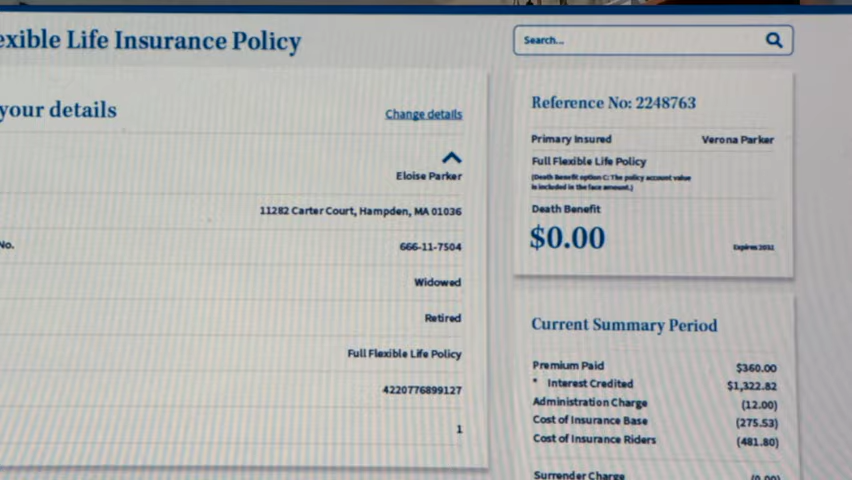 exible Life Insurance Policy
Search...
your details
Change details
Eloise Parker
11282 Carter Court, Hampden, MA 01036
No.
666-11-7504
Widowed
Retired
Full Flexible Life Policy
4220776899127
1
Reference No: 2248763
Primary Insured
Verona Parker
Full Flexible Life Policy
(Death Benefit option C: The policy account value
is included in the face amount.)
Death Benefit
$0.00
Current Summary Period
Premium Paid
$360.00
* Interest Credited
$1,322.82
Administration Charge
(12.00)
Cost of Insurance Base
(275.53)
Cost of Insurance Riders
(481.80)
Surrender Charge
(0.00)